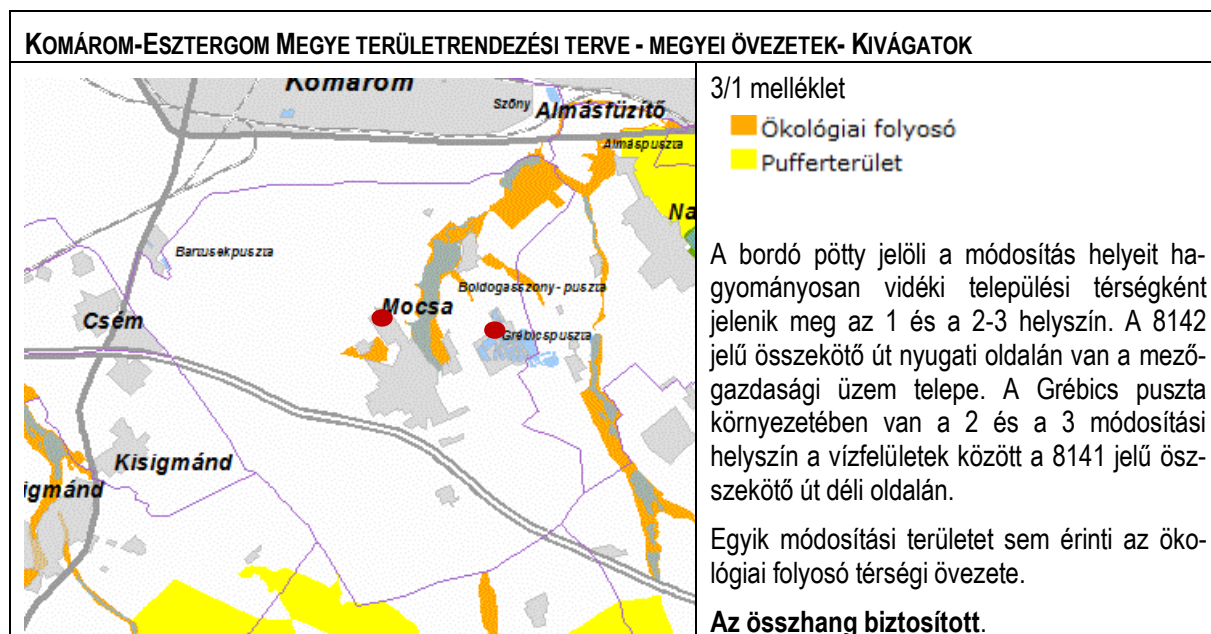 KOMÁROM-ESZTERGOM MEGYE TERÜLETRENDEZÉSI TERVE - MEGYEI ÖVEZETEK- KIVÁGATOK
Komárom
Szőny
Almásfüzítő
Almáspuszta
Na
Bartusekpuszta
Boldogasszony-puszta
Mocsa
Csém
Grébicspuszta
Kisigmánd
igmánd
3/1 melléklet
Ökológiai folyosó
Pufferterület
A bordó pötty jelöli a módosítás helyeit ha-
gyományosan vidéki települési térségként
jelenik meg az 1 és a 2-3 helyszín. A 8142
jelű összekötő út nyugati oldalán van a mező-
gazdasági üzem telepe. A Grébics puszta
környezetében van a 2 és a 3 módosítási
helyszín a vízfelületek között a 8141 jelű ösz-
szekötő út déli oldalán.
Egyik módosítási területet sem érinti az öko-
lógiai folyosó térségi övezete.
Az összhang biztosított.